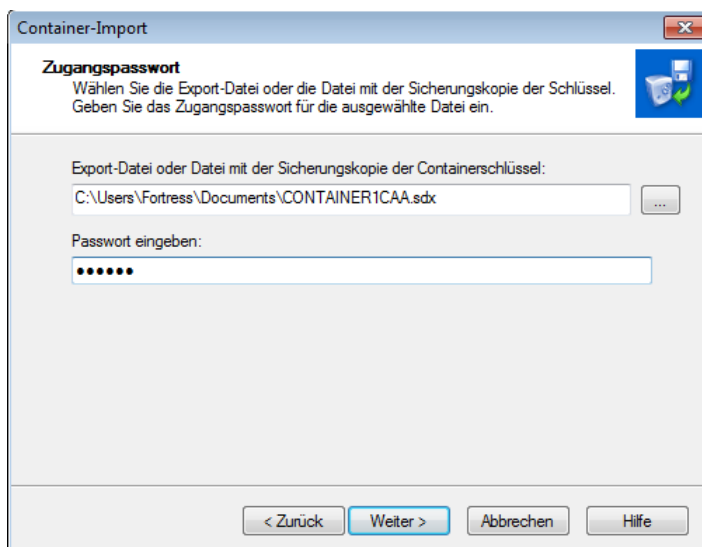 Container-Import
Zugangspasswort
Wählen Sie die Export-Datei oder die Datei mit der Sicherungskopie der Schlüssel.
Geben Sie das Zugangspasswort für die ausgewählte Datei ein.
Export-Datei oder Datei mit der Sicherungskopie der Containerschlüssel:
C:\Users\Fortress\Documents\CONTAINER1CAA.sdx
...
Passwort eingeben:
●●●●●●
< Zurück
Weiter >
Abbrechen
Hilfe